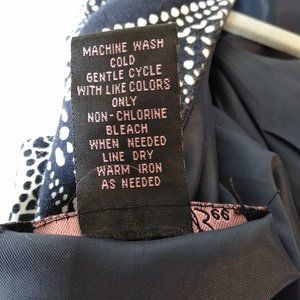 MACHINE WASH
COLD
GENTLE CYCLE
WITH LIKE COLORS
ONLY
NON-CHLORINE
BLEACH
WHEN NEEDED
LINE DRY
WARM IRON
AS NEEDED